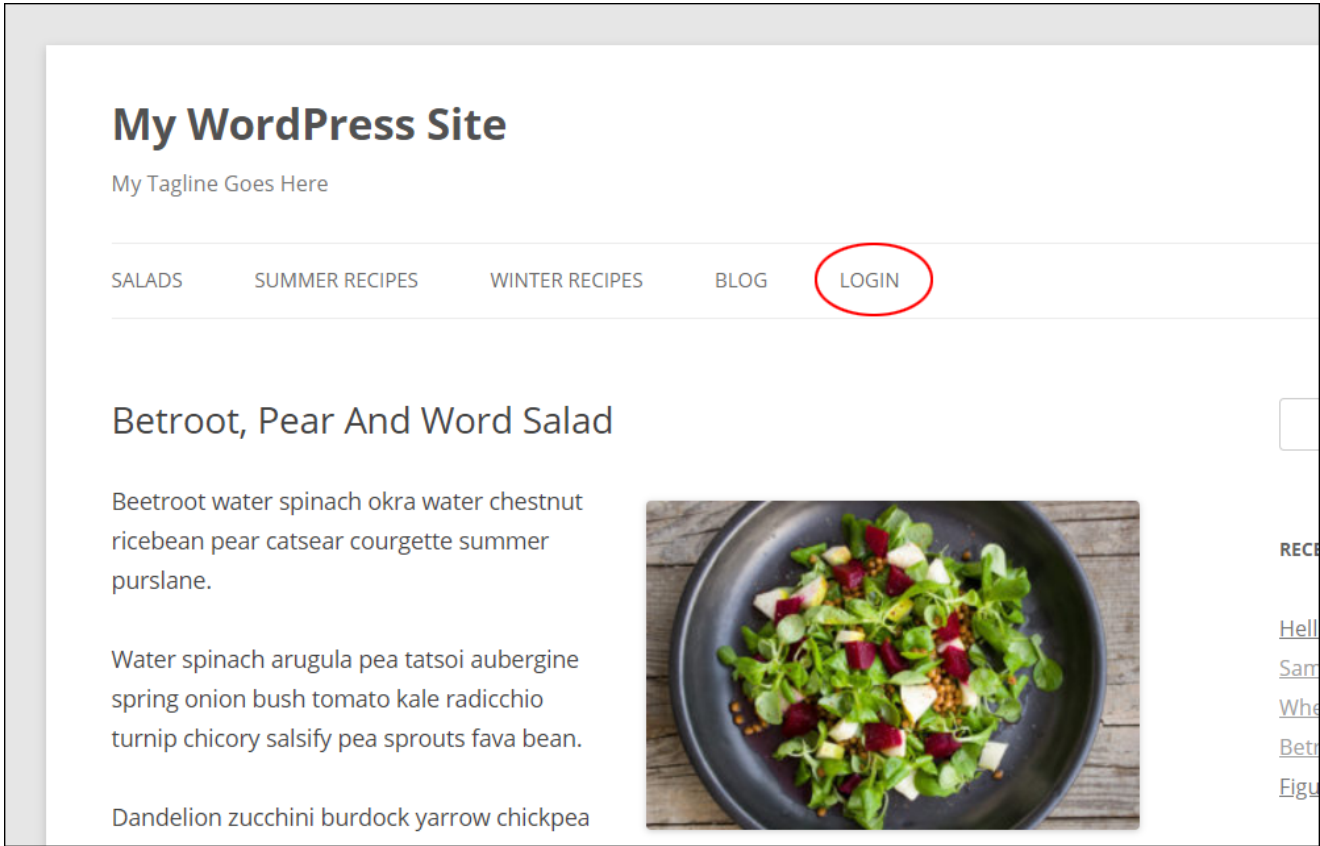 My WordPress Site
My Tagline Goes Here
SALADS SUMMER RECIPES WINTER RECIPES BLOG LOGIN
Betroot, Pear And Word Salad
Beetroot water spinach okra water chestnut
ricebean pear catsear courgette summer
purslane.
Water spinach arugula pea tatsoi aubergine
spring onion bush tomato kale radicchio
turnip chicory salsify pea sprouts fava bean.
Dandelion zucchini burdock yarrow chickpea